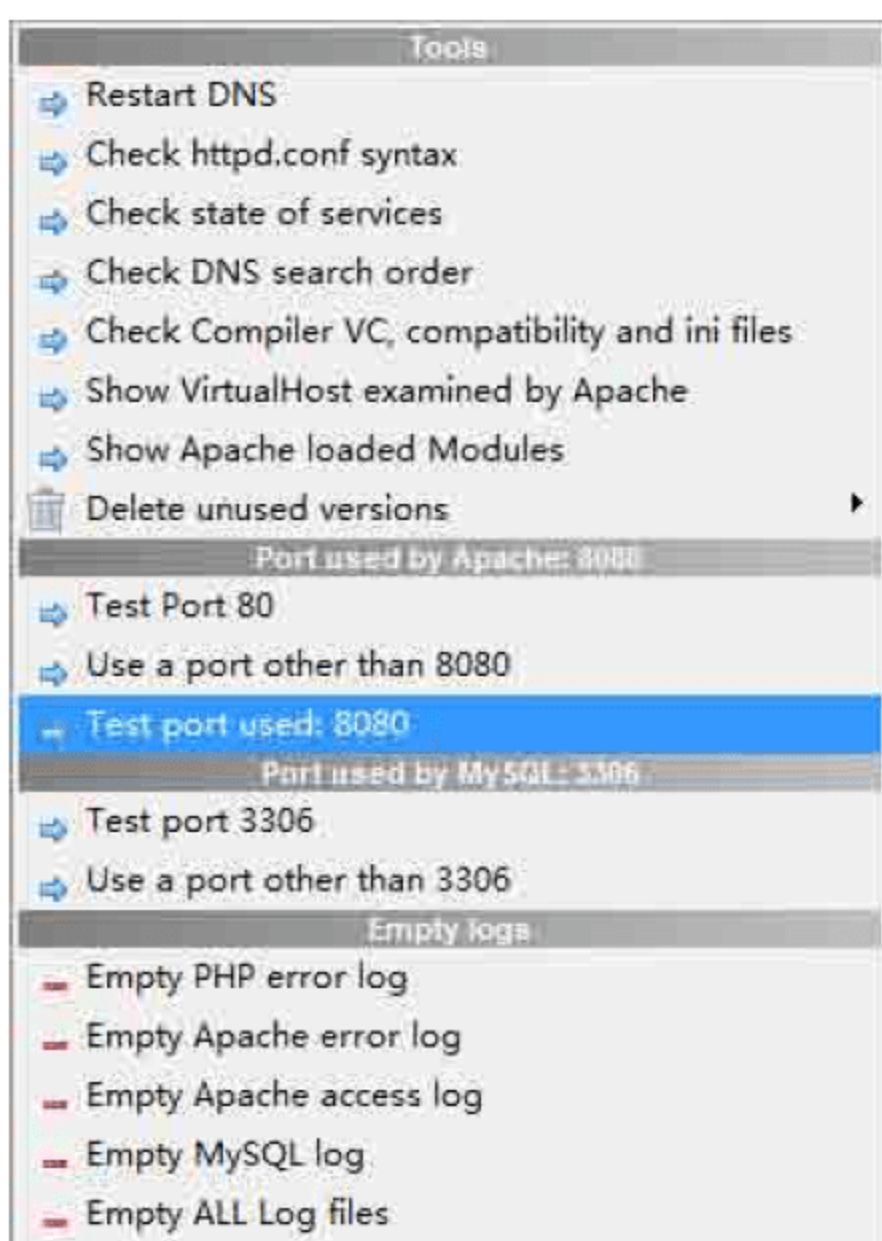 Tools
Restart DNS
Check httpd.conf syntax
Check state of services
Check DNS search order
Check Compiler VC, compatibility and ini files
Show VirtualHost examined by Apache
Show Apache loaded Modules
Delete unused versions
Port used by Apache: 8080
Test Port 80
Use a port other than 8080
Test port used: 8080
Port used by MySQL: 3306
Test port 3306
Use a port other than 3306
Empty logs
Empty PHP error log
Empty Apache error log
Empty Apache access log
Empty MySQL log
Empty ALL Log files